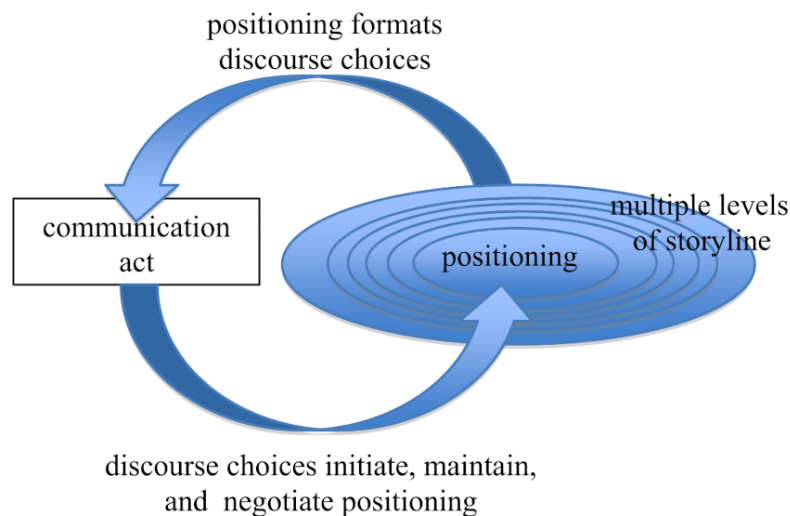 positioning formats
discourse choices
communication
act
multiple levels
of storyline
positioning
discourse choices initiate, maintain,
and negotiate positioning